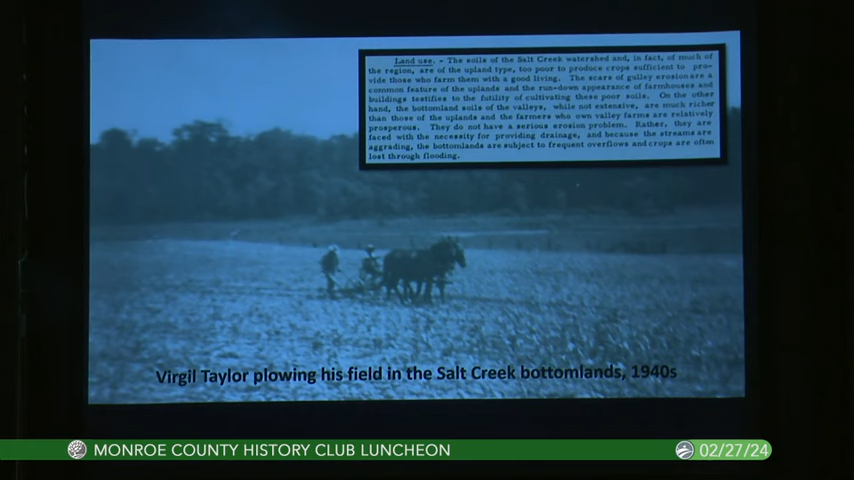 Land use. - The soils of the Salt Creek watershed and, in fact, of much of
the region, are of the upland type, too poor to produce crops sufficient to pro-
vide those who farm them with a good living. The scars of gulley erosion are a
common feature of the uplands and the run-down appearance of farmhouses and
buildings testifies to the futility of cultivating these poor soils. On the other
hand, the bottomland soils of the valleys, while not extensive, are much richer
than those of the uplands and the farmers who own valley farms are relatively
prosperous. They do not have a serious erosion problem. Rather, they are
faced with the necessity for providing drainage, and because the streams are
aggrading, the bottomlands are subject to frequent overflows and crops are often
lost through flooding.
Virgil Taylor plowing his field in the Salt Creek bottomlands, 1940s
MONROE COUNTY HISTORY CLUB LUNCHEON
02/27/24